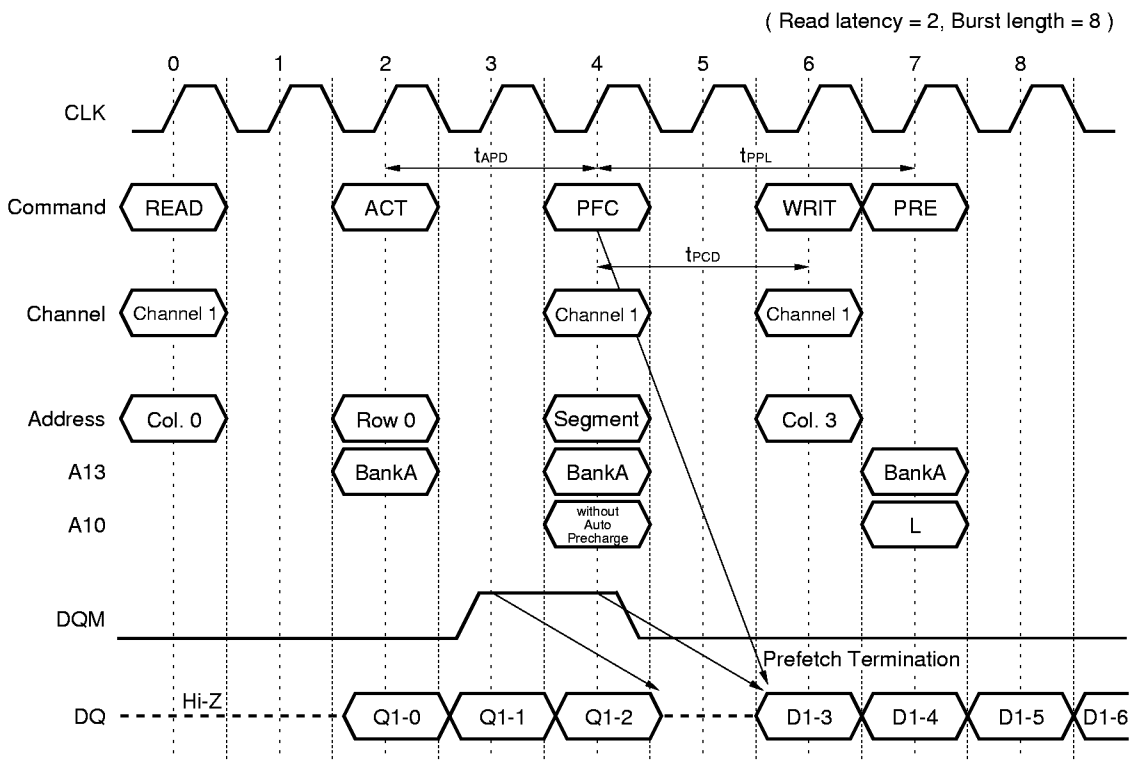 ( Read latency = 2, Burst length = 8 )
0 1 2 3 4 5 6 7 8
CLK
tAPD tPPL
Command READ ACT PFC WRIT PRE
tPCD
Channel Channel 1 Channel 1 Channel 1
Address Col. 0 Row 0 Segment Col. 3
A13 BankA BankA BankA
without
A10 Auto L
Precharge
DQM
Prefetch Termination
Hi-Z
DQ Q1-0 Q1-1 Q1-2 D1-3 D1-4 D1-5 D1-6